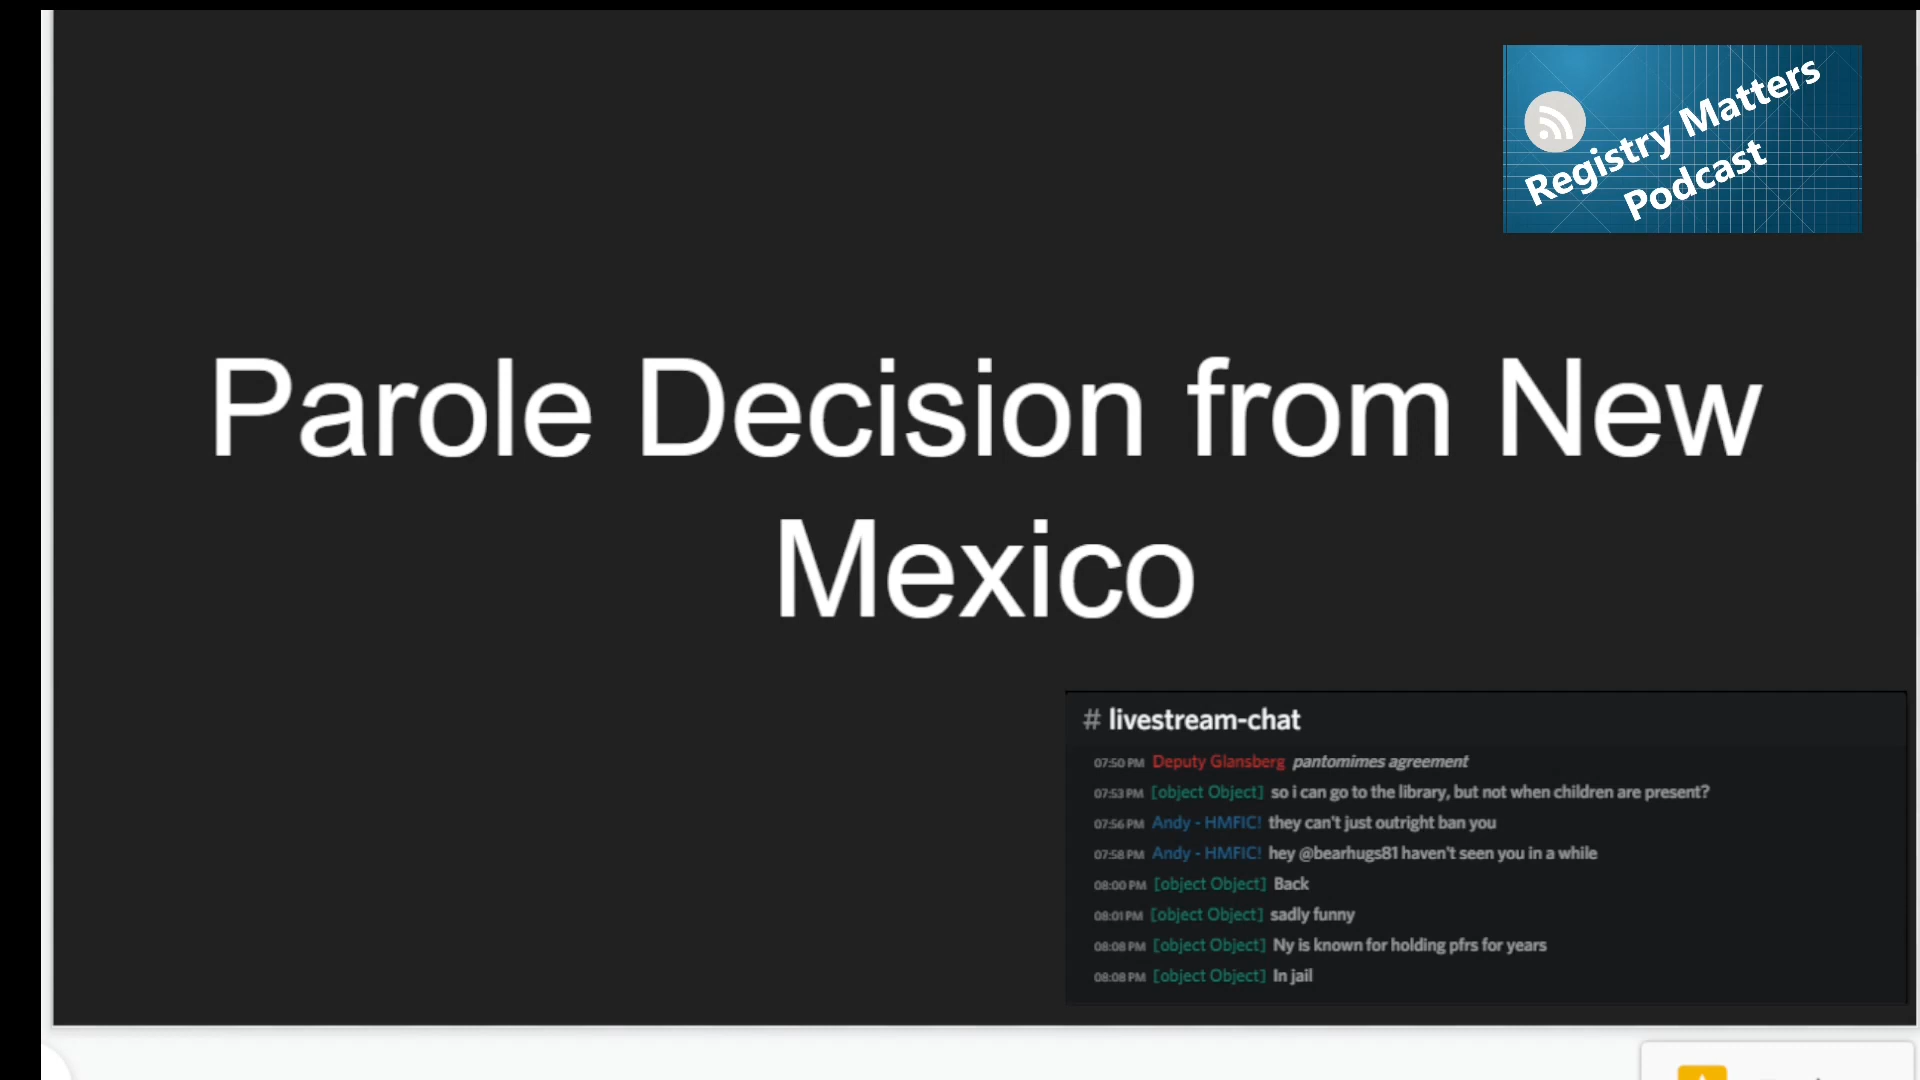 Registry Matters
Podcast
Parole Decision from New
Mexico
# livestream-chat
07:50 PM Deputy Glansberg pantomimes agreement
07:53 PM [object Object] so i can go to the library, but not when children are present?
07:56 PM Andy - HMFIC! they can't just outright ban you
07:58 PM Andy - HMFIC! hey @bearhugs81 haven't seen you in a while
08:00 PM [object Object] Back
08:01 PM [object Object] sadly funny
08:08 PM [object Object] Ny is known for holding pfrs for years
08:08 PM [object Object] In jail